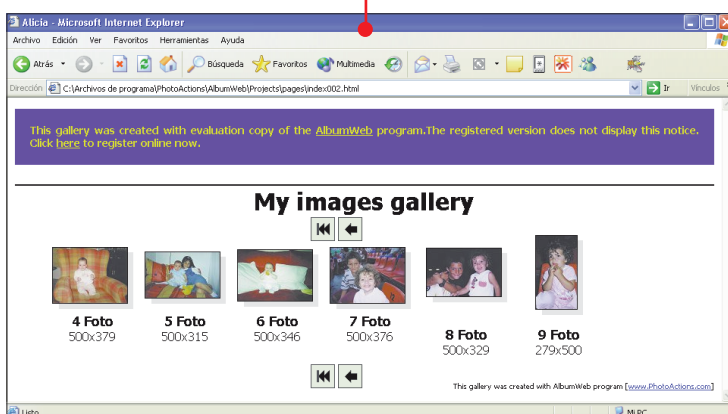 Alicia - Microsoft Internet Explorer
Archivo Edición Ver Favoritos Herramientas Ayuda
Atrás Búsqueda Favoritos Multimedia
Dirección C:\Archivos de programa\PhotoActions\AlbumWeb\Projects\pages\index002.html Ir Vínculos
This gallery was created with evaluation copy of the AlbumWeb program.The registered version does not display this notice.
Click here to register online now.
My images gallery
4 Foto 5 Foto 6 Foto 7 Foto 8 Foto 9 Foto
500x379 500x315 500x346 500x376 500x329 279x500
This gallery was created with AlbumWeb program [www.PhotoActions.com]
Listo Mi PC